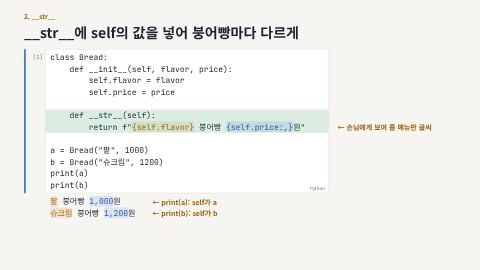 2. __str__
__str__에 self의 값을 넣어 붕어빵마다 다르게
[1]
class Bread:
def __init__(self, flavor, price):
self.flavor = flavor
self.price = price
def __str__(self):
return f"{self.flavor} 붕어빵 {self.price:,}원"
← 손님에게 보여 줄 메뉴판 글씨
a = Bread("팥", 1000)
b = Bread("슈크림", 1200)
print(a)
print(b)
Python
팥 붕어빵 1,000원 ← print(a): self가 a
슈크림 붕어빵 1,200원 ← print(b): self가 b